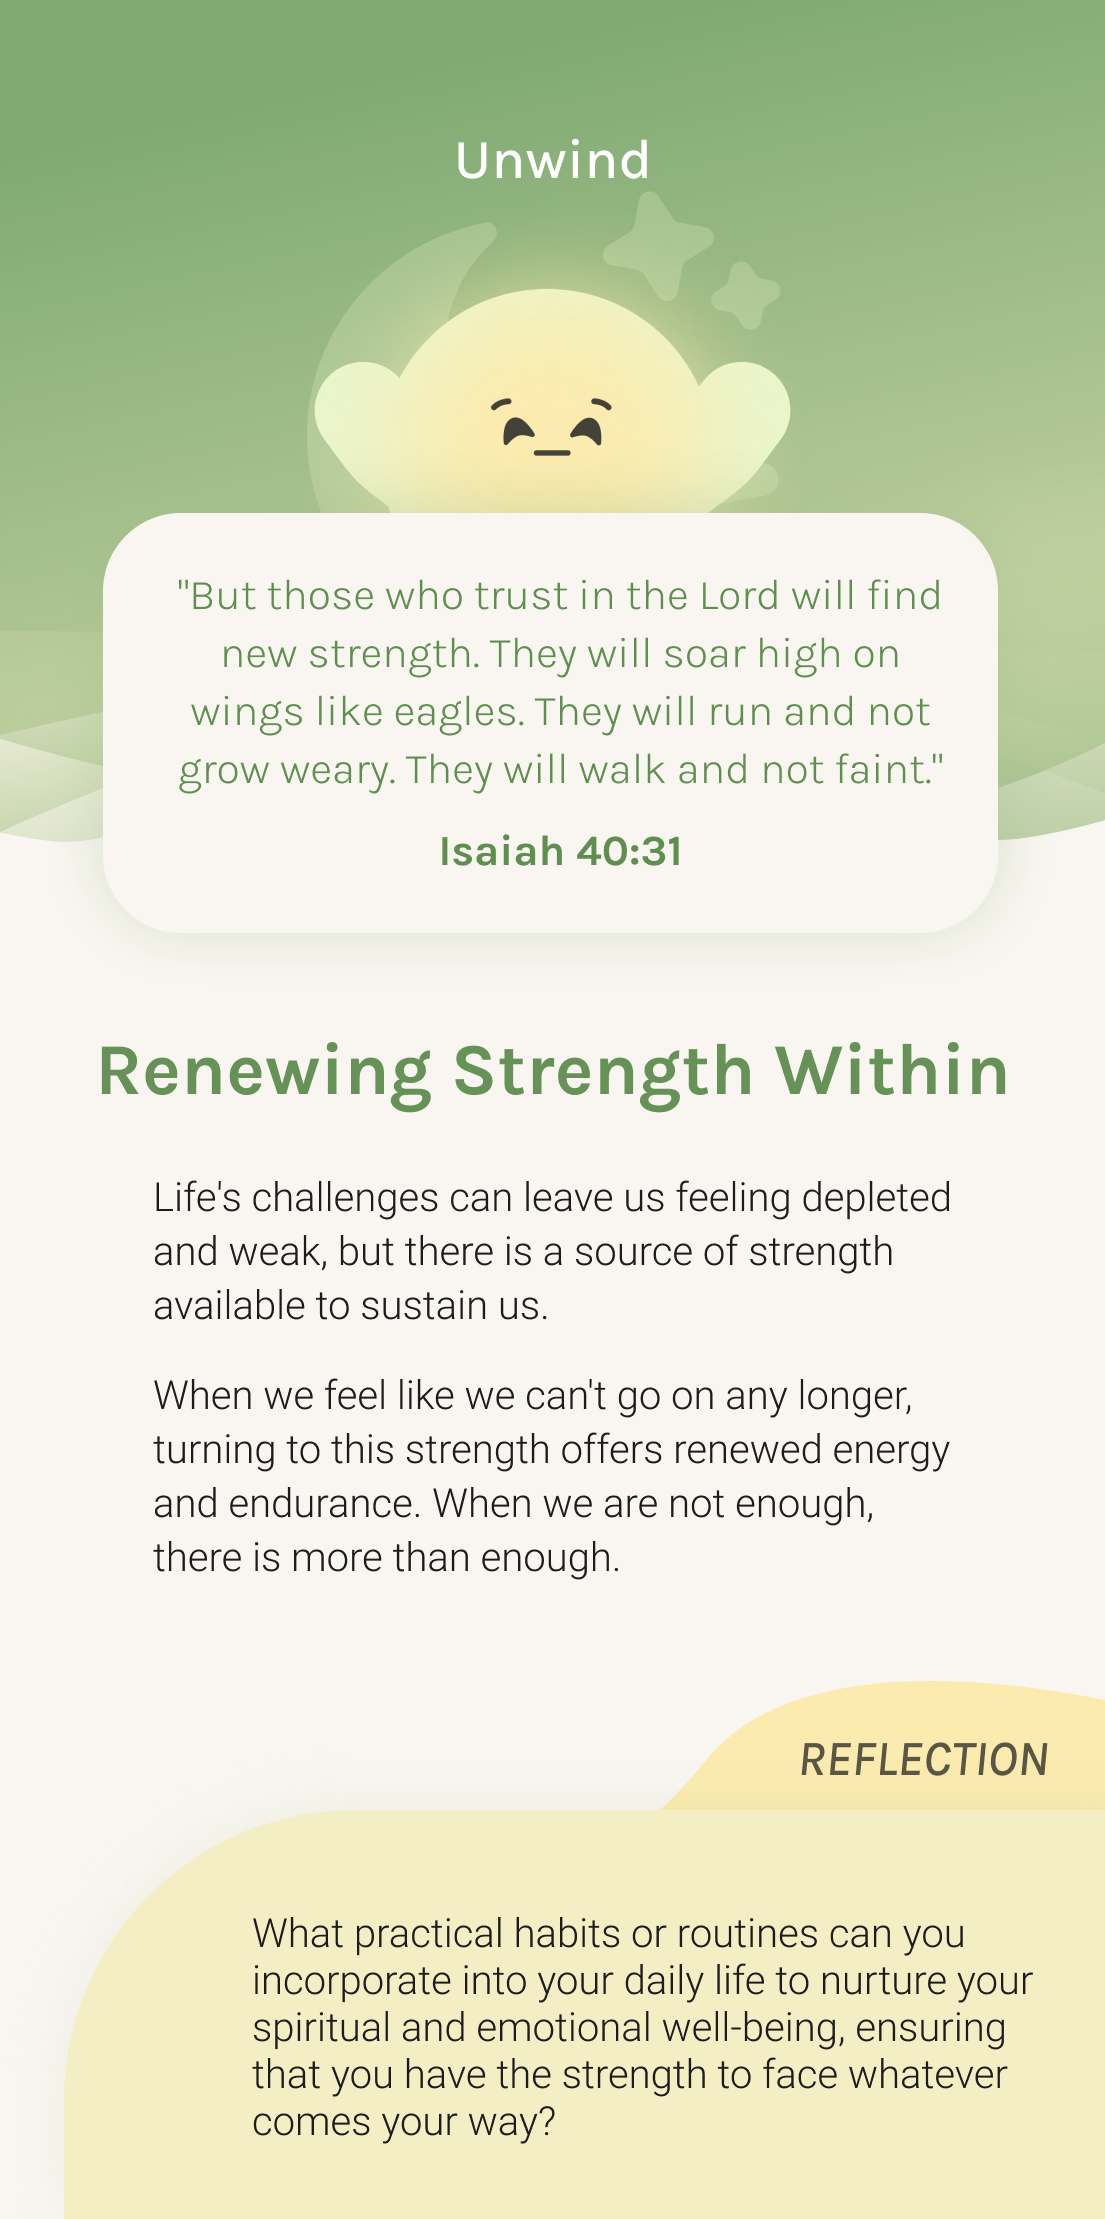 Unwind
"But those who trust in the Lord will find
new strength. They will soar high on
wings like eagles. They will run and not
grow weary. They will walk and not faint."
Isaiah 40:31
Renewing Strength Within
Life's challenges can leave us feeling depleted
and weak, but there is a source of strength
available to sustain us.
When we feel like we can't go on any longer,
turning to this strength offers renewed energy
and endurance. When we are not enough,
there is more than enough.
REFLECTION
What practical habits or routines can you
incorporate into your daily life to nurture your
spiritual and emotional well-being, ensuring
that you have the strength to face whatever
comes your way?